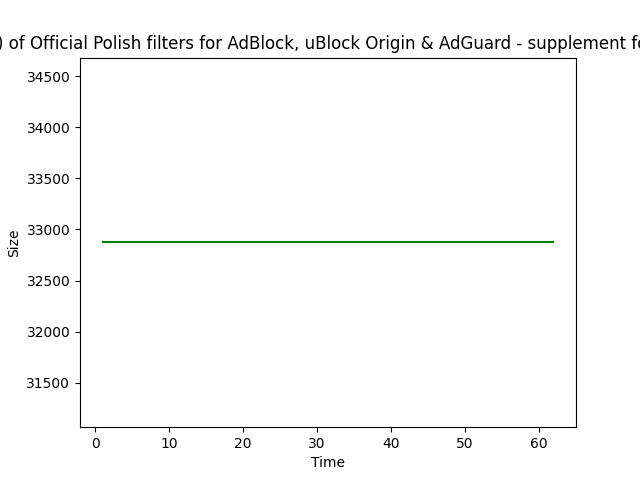 ) of Official Polish filters for AdBlock, uBlock Origin & AdGuard - supplement fo
34500
34000
33500
33000
32500
32000
31500
Size
0 10 20 30 40 50 60
Time